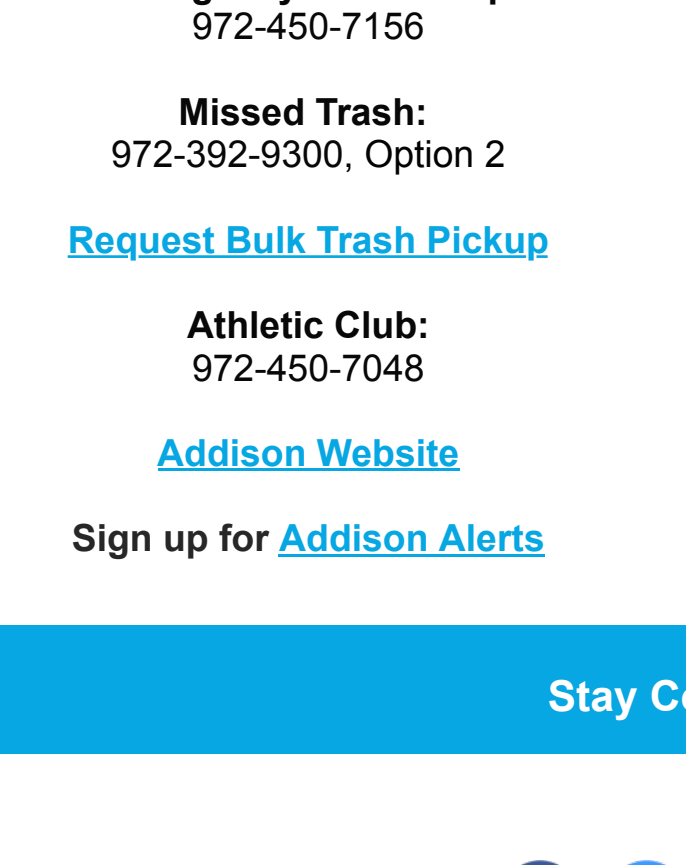 972-450-7156
Missed Trash:
972-392-9300, Option 2
Request Bulk Trash Pickup
Athletic Club:
972-450-7048
Addison Website
Sign up for Addison Alerts
Stay